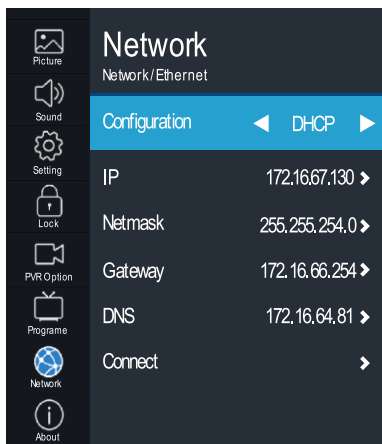 Picture
Sound
Setting
Lock
PVR Option
Programe
Network
About
Network
Network/Ethernet
Configuration DHCP
IP 172.16.67.130
Netmask 255.255.254.0
Gateway 172.16.66.254
DNS 172.16.64.81
Connect